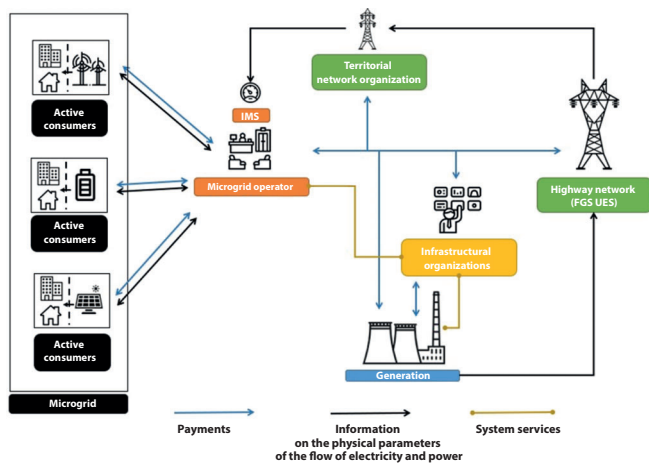 Territorial
network organization
Active
consumers
IMS
Microgrid operator
Highway network
(FGS UES)
Active
consumers
Infrastructural
organizations
Active
consumers
Generation
Microgrid
Payments
Information
on the physical parameters
of the flow of electricity and power
System services